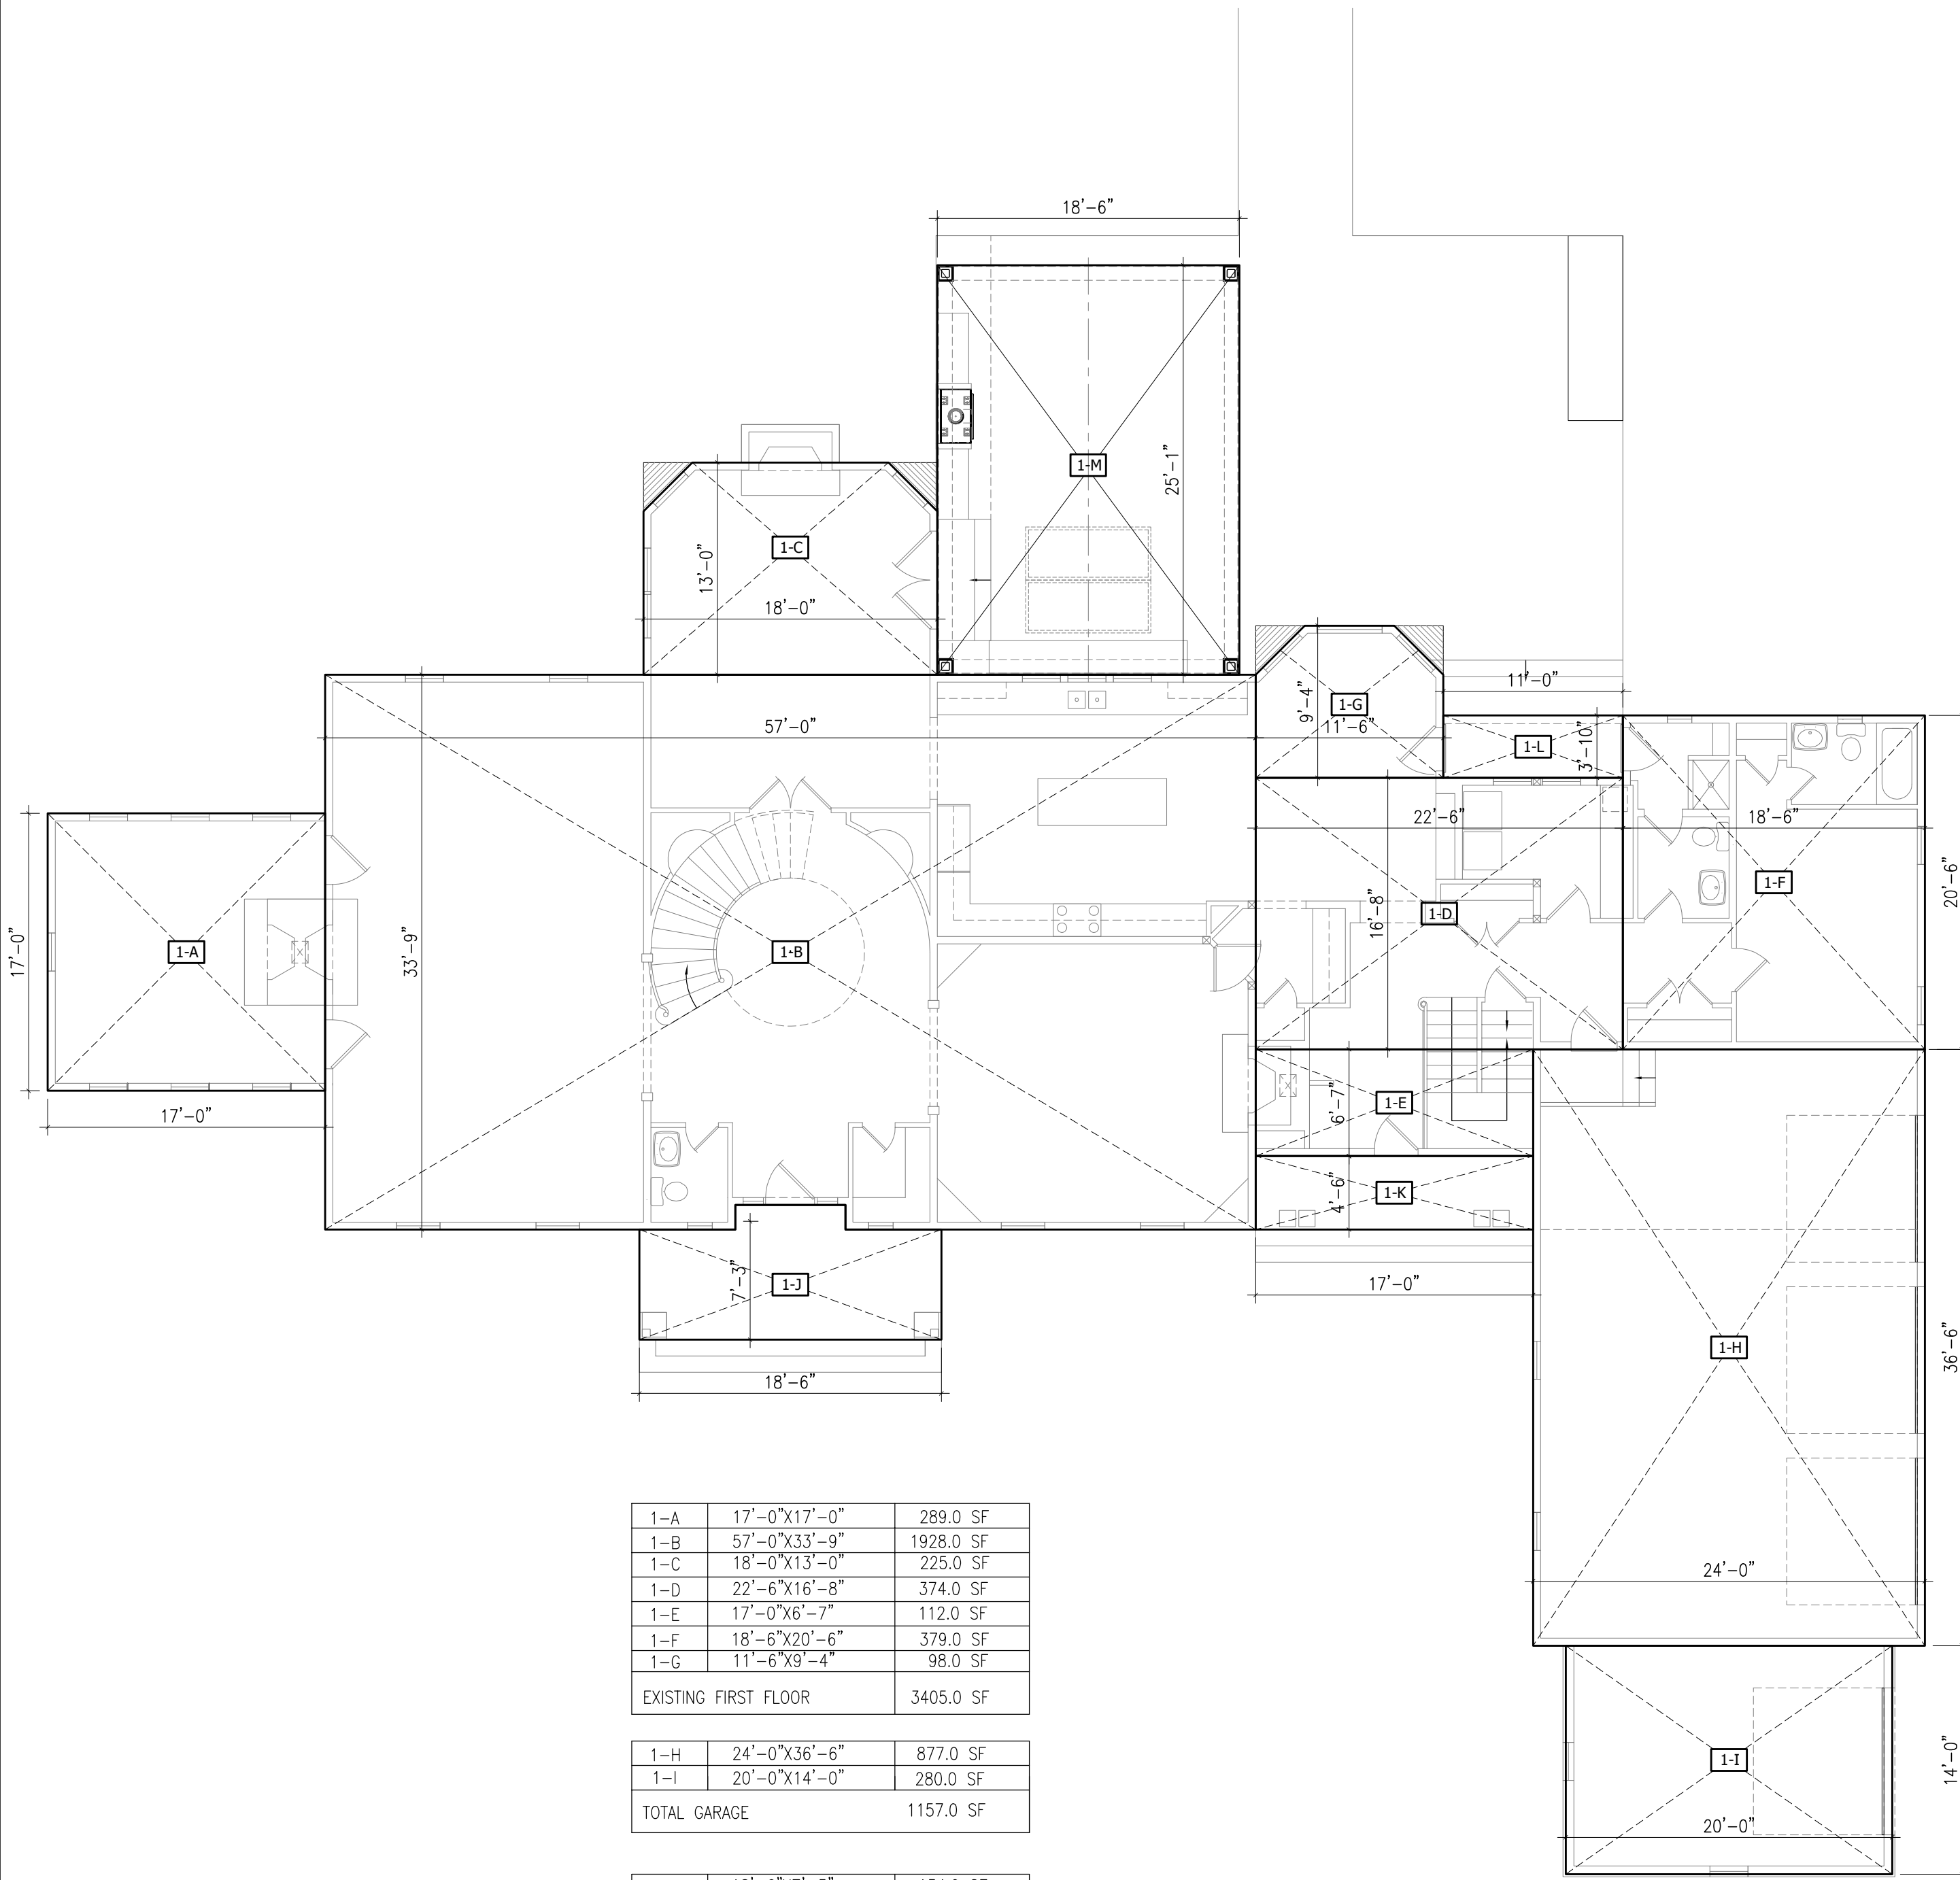 18'-6"
25'-1"
1-M
1-C
13'-0"
18'-0"
11'-0"
9'-4"
1-G
11'-6"
57'-0"
1-L
3'-10"
22'-6"
18'-6"
1-F
20'-6"
17'-0"
1-A
33'-9"
1-B
16'-8"
1-D
17'-0"
6'-7"
1-E
4'-6"
1-K
7'-3"
1-J
17'-0"
18'-6"
1-H
36'-6"
24'-0"
1-A 17'-0"X17'-0" 289.0 SF
1-B 57'-0"X33'-9" 1928.0 SF
1-C 18'-0"X13'-0" 225.0 SF
1-D 22'-6"X16'-8" 374.0 SF
1-E 17'-0"X6'-7" 112.0 SF
1-F 18'-6"X20'-6" 379.0 SF
1-G 11'-6"X9'-4" 98.0 SF
EXISTING FIRST FLOOR 3405.0 SF
1-H 24'-0"X36'-6" 877.0 SF
1-I 20'-0"X14'-0" 280.0 SF
TOTAL GARAGE 1157.0 SF
1-I
14'-0"
20'-0"